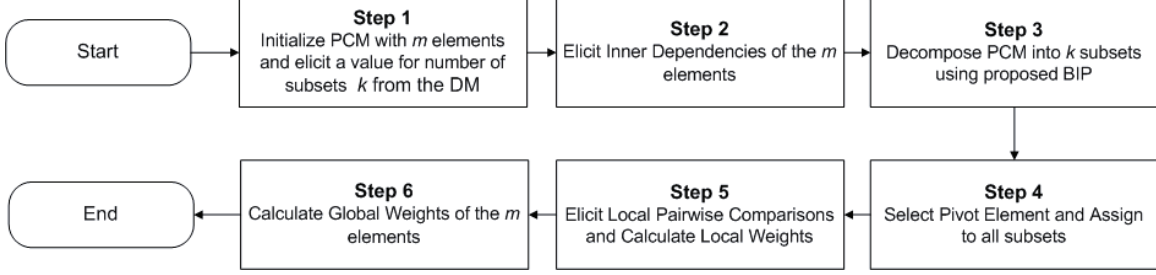 Start
Step 1
Initialize PCM with m elements
and elicit a value for number of
subsets k from the DM
Step 2
Elicit Inner Dependencies of the m
elements
Step 3
Decompose PCM into k subsets
using proposed BIP
Step 4
Select Pivot Element and Assign
to all subsets
Step 5
Elicit Local Pairwise Comparisons
and Calculate Local Weights
Step 6
Calculate Global Weights of the m
elements
End